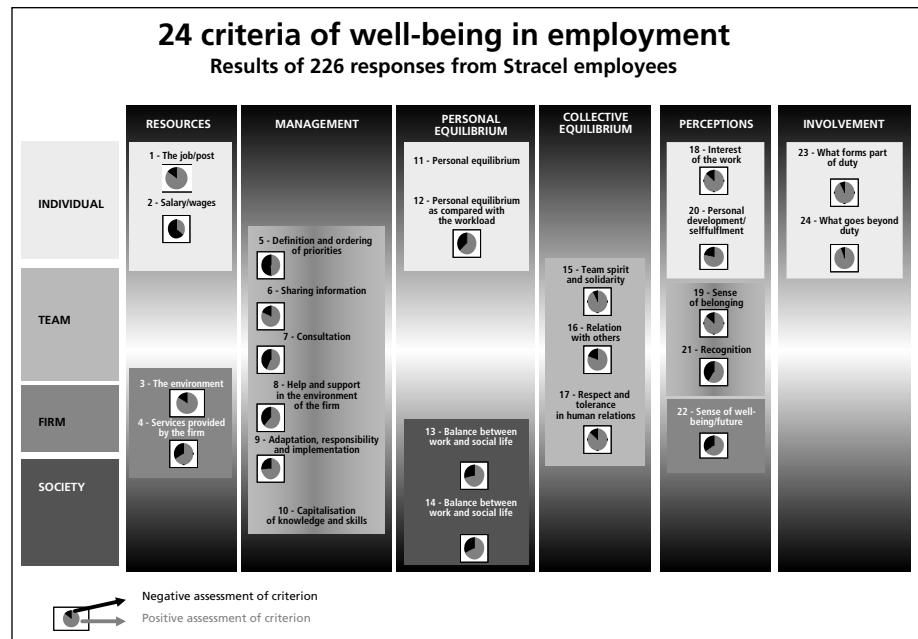 24 criteria of well-being in employment
Results of 226 responses from Stracel employees
RESOURCES
MANAGEMENT
PERSONAL
EQUILIBRIUM
COLLECTIVE
EQUILIBRIUM
PERCEPTIONS
INVOLVEMENT
INDIVIDUAL
TEAM
FIRM
SOCIETY
1 - The job/post
2 - Salary/wages
3 - The environment
4 - Services provided
by the firm
5 - Definition and ordering
of priorities
6 - Sharing information
7 - Consultation
8 - Help and support
in the environment
of the firm
9 - Adaptation, responsibility
and implementation
10 - Capitalisation
of knowledge and skills
11 - Personal equilibrium
12 - Personal equilibrium
as compared with
the workload
13 - Balance between
work and social life
14 - Balance between
work and social life
15 - Team spirit
and solidarity
16 - Relation
with others
17 - Respect and
tolerance
in human relations
18 - Interest
of the work
20 - Personal
development/
selffulflment
19 - Sense
of belonging
21 - Recognition
22 - Sense of well-
being/future
23 - What forms part
of duty
24 - What goes beyond
duty
Negative assessment of criterion
Positive assessment of criterion